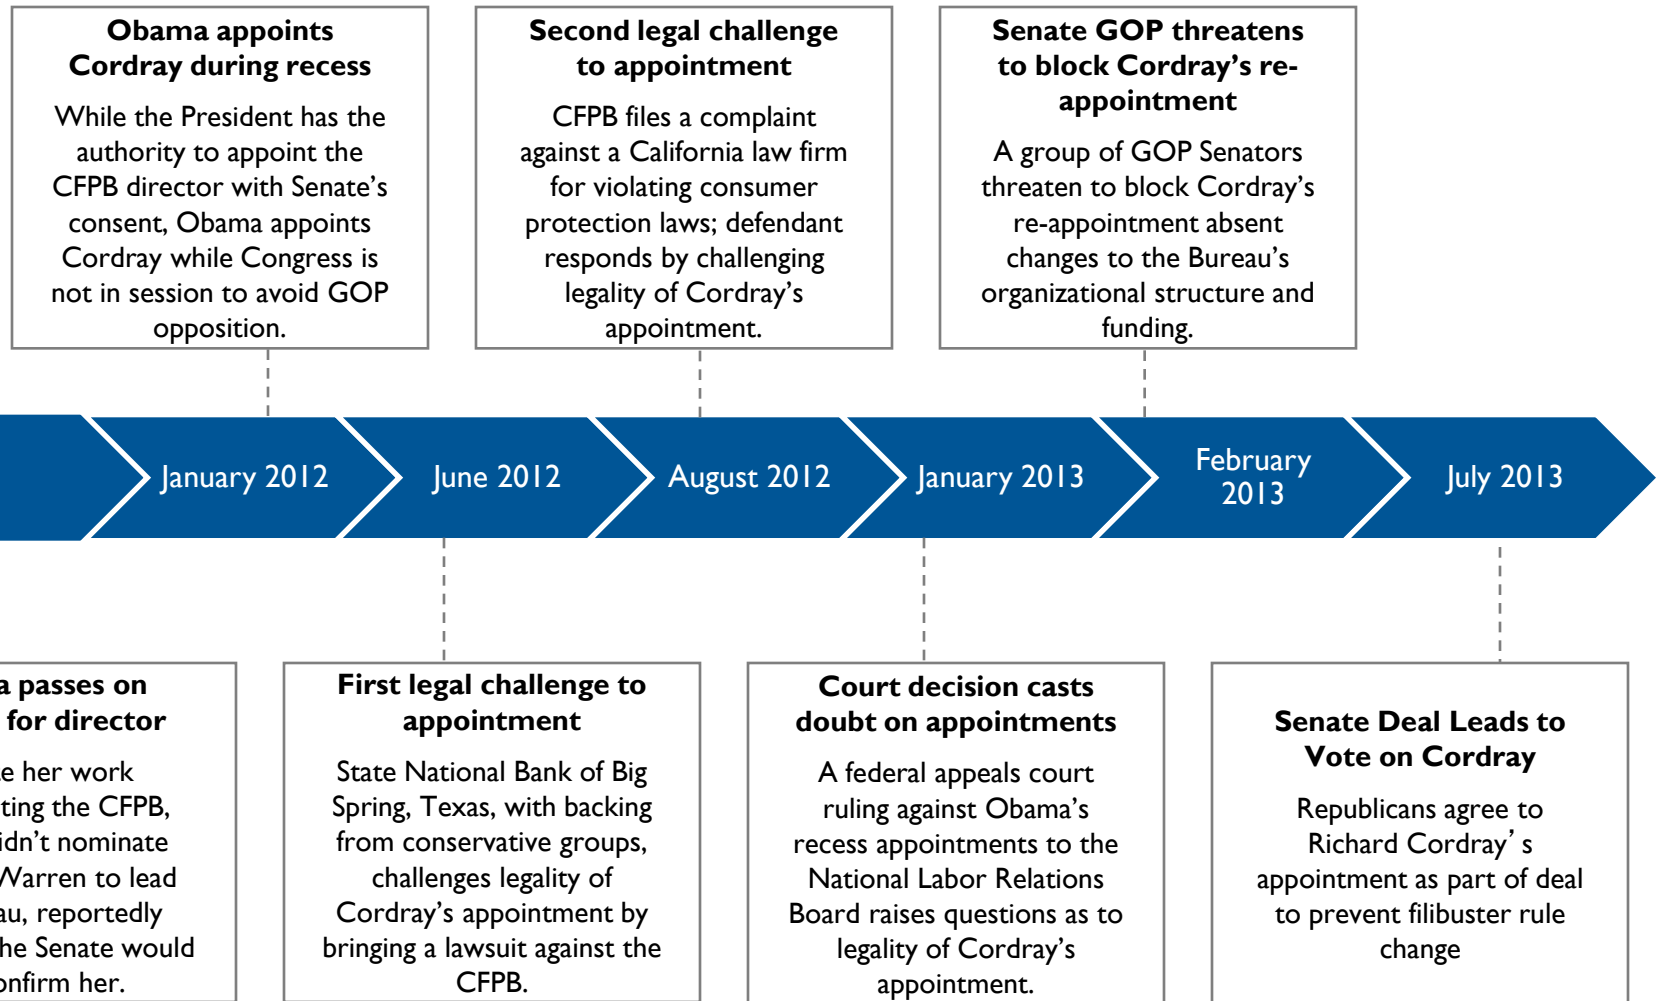 Obama appoints
Cordray during recess
While the President has the
authority to appoint the
CFPB director with Senate's
consent, Obama appoints
Cordray while Congress is
not in session to avoid GOP
opposition.
Second legal challenge
to appointment
CFPB files a complaint
against a California law firm
for violating consumer
protection laws; defendant
responds by challenging
legality of Cordray's
appointment.
Senate GOP threatens
to block Cordray's re-
appointment
A group of GOP Senators
threaten to block Cordray's
re-appointment absent
changes to the Bureau's
organizational structure and
funding.
January 2012
June 2012
August 2012
January 2013
February
2013
July 2013
passes on
for director
her work
the CFPB,
nominate
Warren to lead
reportedly
the Senate would
her.
First legal challenge to
appointment
State National Bank of Big
Spring, Texas, with backing
from conservative groups,
challenges legality of
Cordray's appointment by
bringing a lawsuit against the
CFPB.
Court decision casts
doubt on appointments
A federal appeals court
ruling against Obama's
recess appointments to the
National Labor Relations
Board raises questions as to
legality of Cordray's
appointment.
Senate Deal Leads to
Vote on Cordray
Republicans agree to
Richard Cordray's
appointment as part of deal
to prevent filibuster rule
change